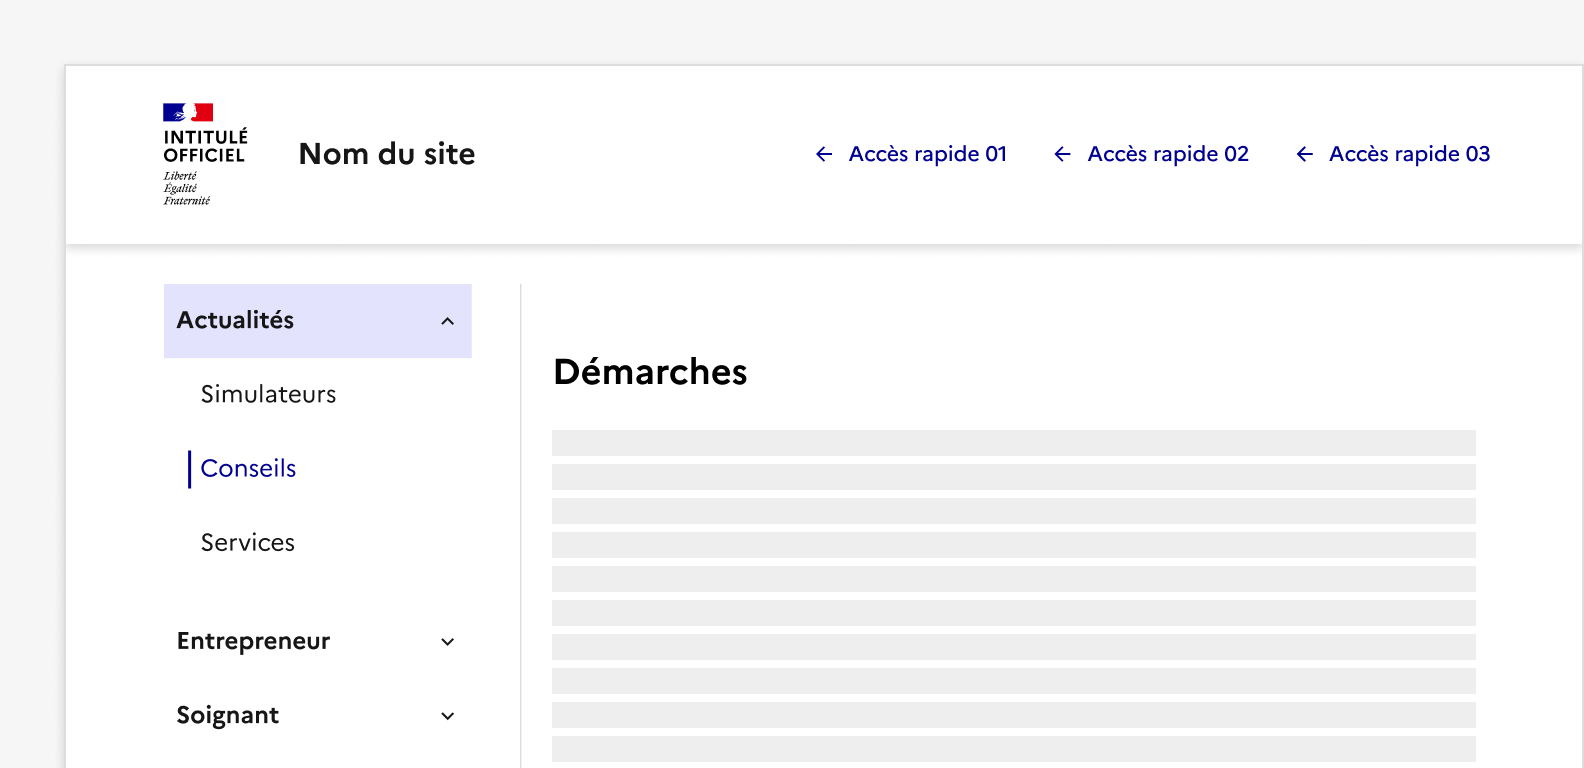 INTITULÉ
OFFICIEL
Liberté
Égalité
Fraternité
Nom du site
Accès rapide 01
Accès rapide 02
Accès rapide 03
Actualités
Simulateurs
Conseils
Services
Entrepreneur
Soignant
Démarches